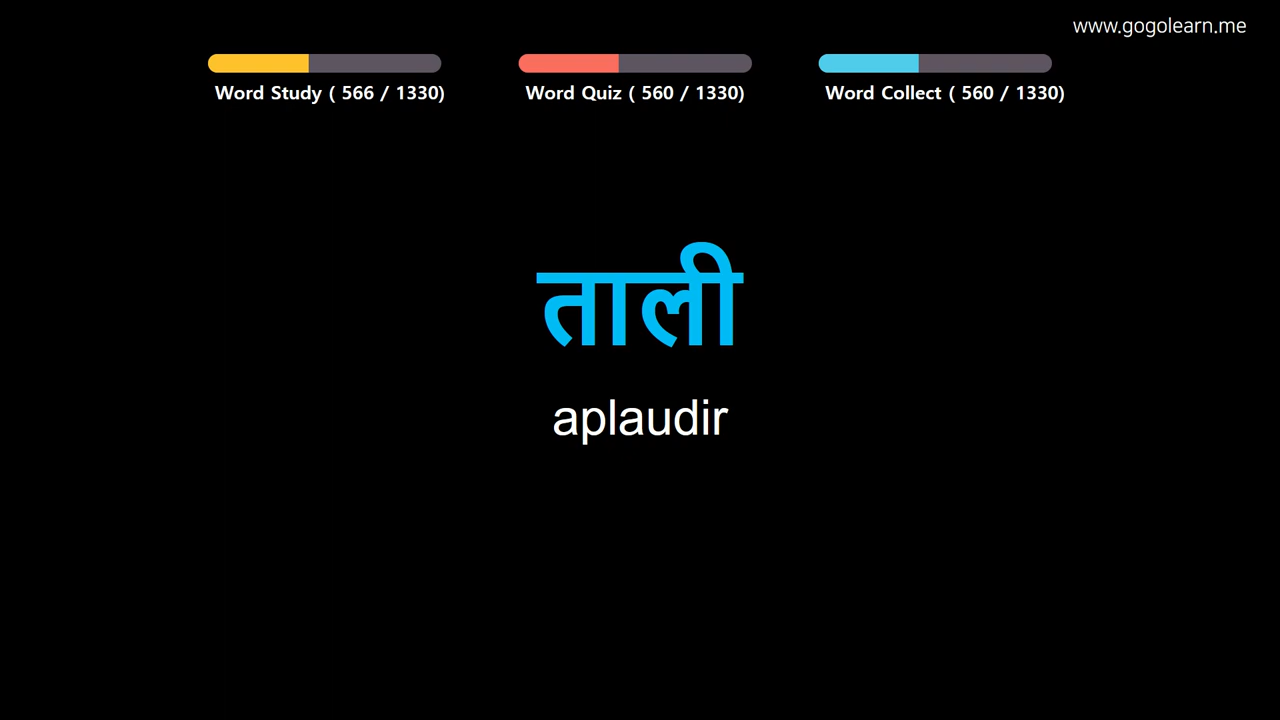 www.gogolearn.me
Word Study ( 566 / 1330)
Word Quiz ( 560 / 1330)
Word Collect ( 560 / 1330)
ताली
aplaudir